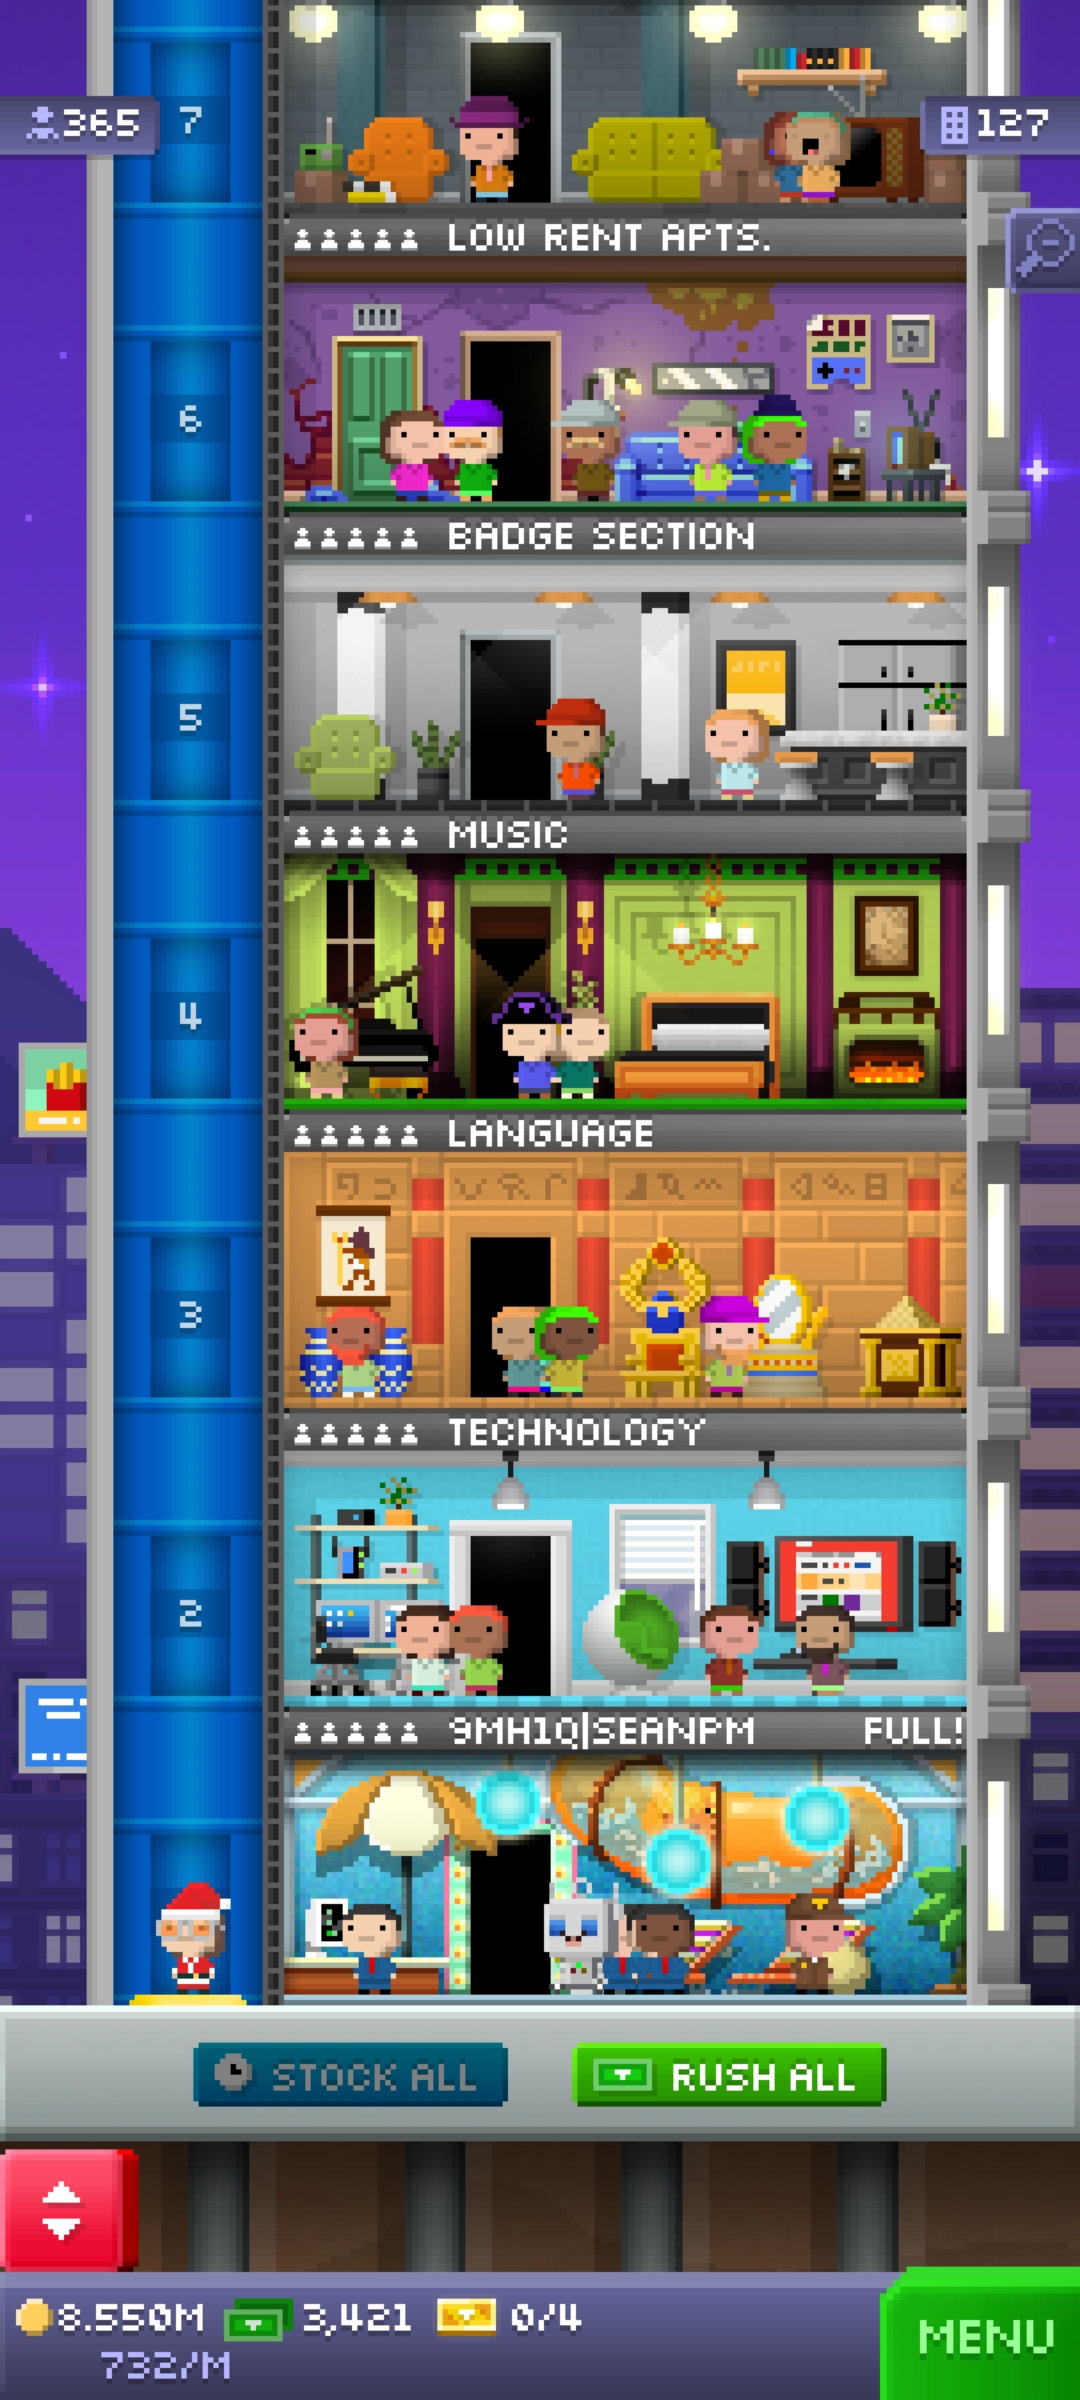 365
7
127
LOW RENT APTS.
6
BADGE SECTION
5
MUSIC
4
LANGUAGE
3
TECHNOLOGY
2
9MH1Q|SEANPM FULL!
STOCK ALL
RUSH ALL
8.550M 3,421 0/4
732/M
MENU